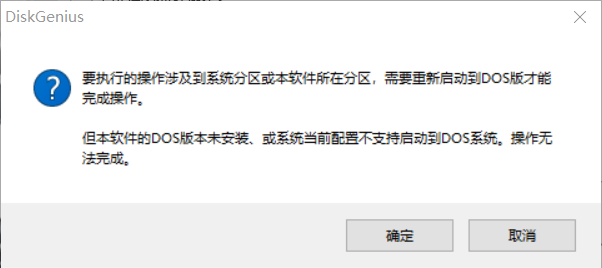 DiskGenius
要执行的操作涉及到系统分区或本软件所在分区，需要重新启动到DOS版才能
完成操作。
但本软件的DOS版本未安装、或系统当前配置不支持启动到DOS系统。操作无
法完成。
确定
取消